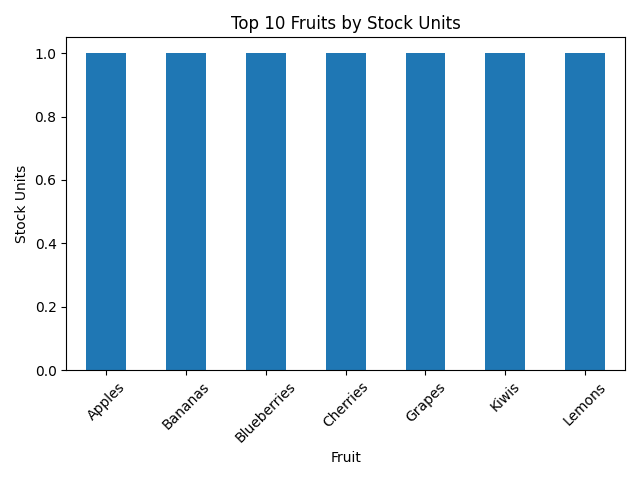 Top 10 Fruits by Stock Units
Stock Units
1.0
0.8
0.6
0.4
0.2
0.0
Apples
Bananas
Blueberries
Cherries
Grapes
Kiwis
Lemons
Fruit